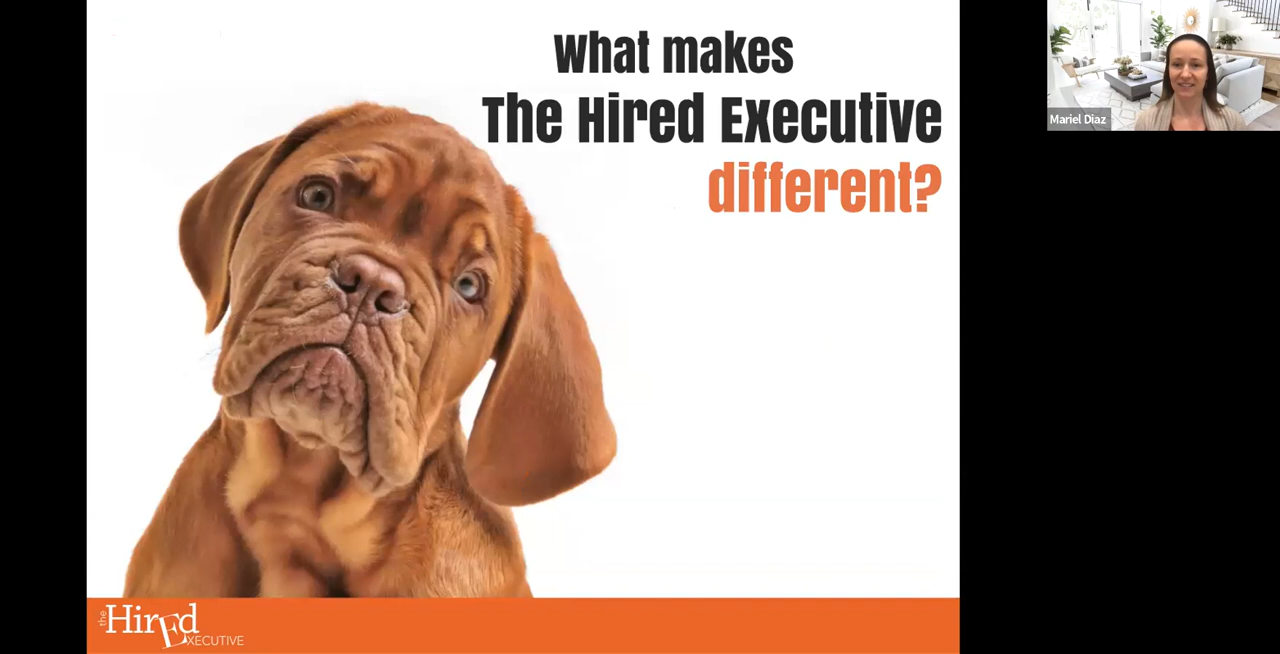 What makes
The Hired Executive
different?
Mariel Diaz
the HirEd
EXECUTIVE